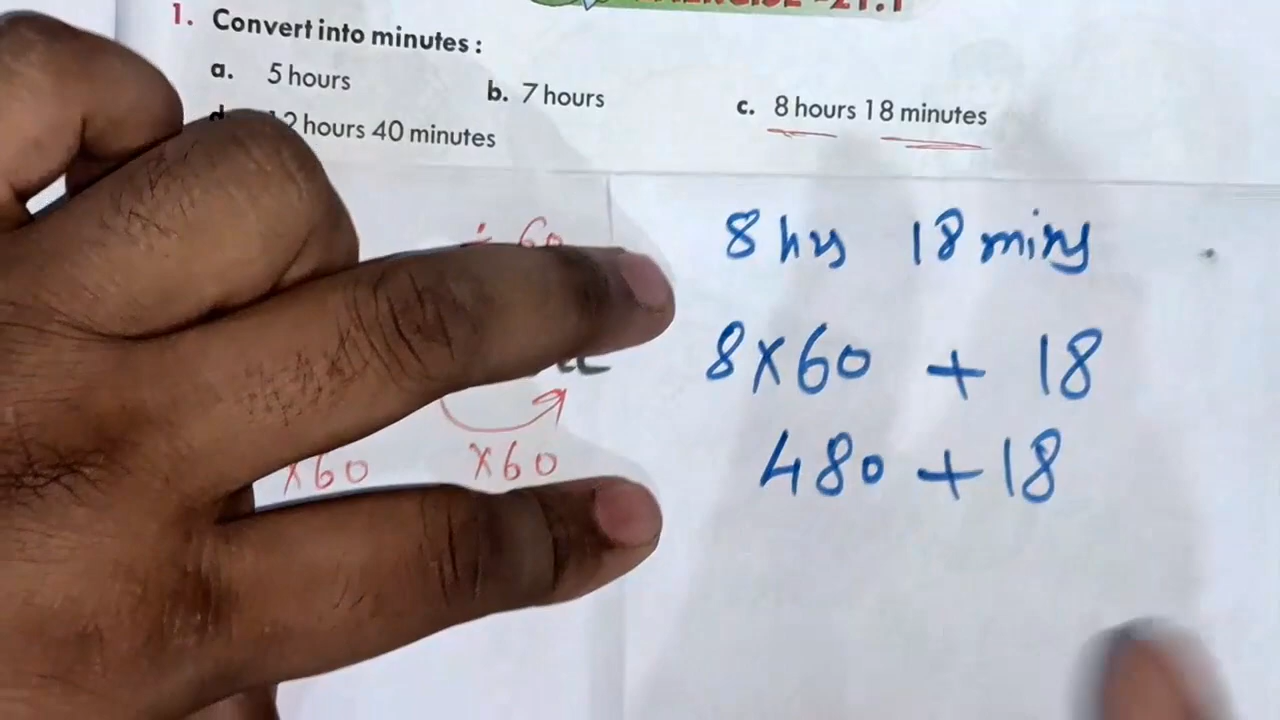 1. Convert into minutes :
a. 5 hours
b. 7 hours
c. 8 hours 18 minutes
hours 40 minutes
÷ 60
8 hrs 18 mins
8×60 + 18
×60 ×60
480 + 18